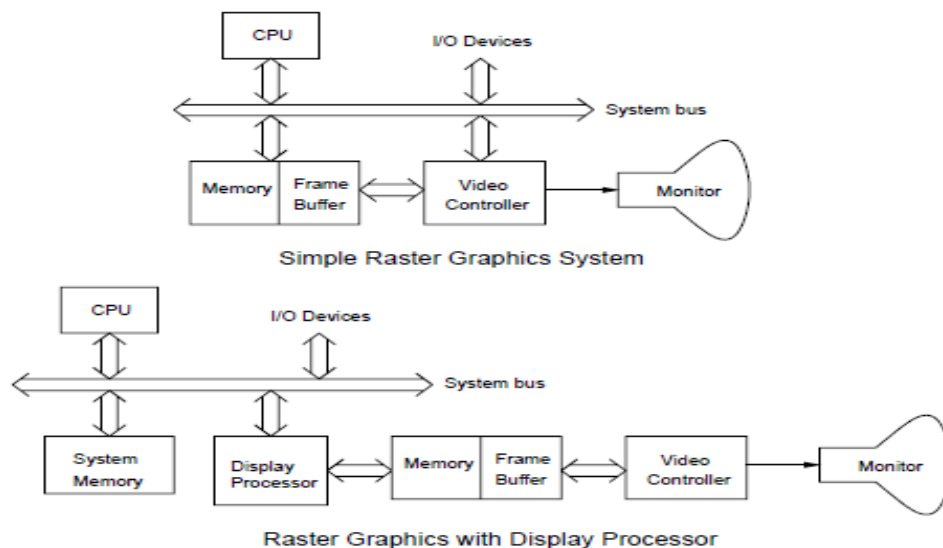 CPU
I/O Devices
System bus
Memory
Frame
Buffer
Video
Controller
Monitor
Simple Raster Graphics System
CPU
I/O Devices
System bus
System
Memory
Display
Processor
Memory
Frame
Buffer
Video
Controller
Monitor
Raster Graphics with Display Processor